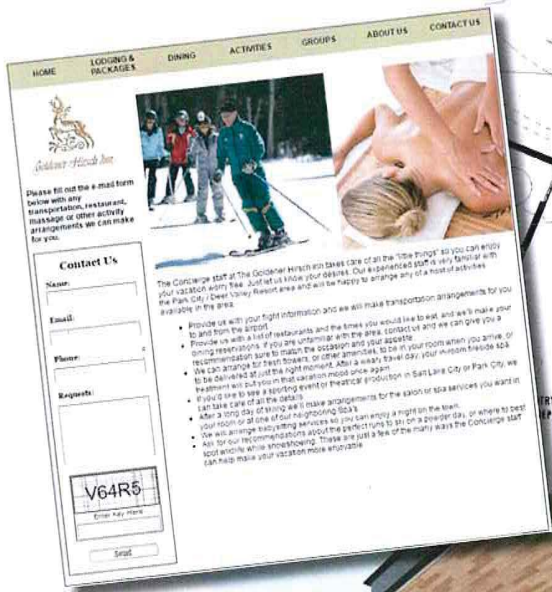 HOME
LODGING & PACKAGES
DINING
ACTIVITIES
GROUPS
ABOUT US
CONTACT US
Goldener Hirsch Inn
Please fill out the e-mail form
below with any
transportation, restaurant,
massage or other activity
arrangements we can make
for you.
Contact Us
Name:
Email:
Phone:
Requests:
V64R5
Enter Key Here
Send
The Concierge staff at The Goldener Hirsch Inn takes care of all the "little things" so you can enjoy
your vacation worry free. Just let us know your desires. Our experienced staff is very familiar with
the Park City / Deer Valley Resort area and will be happy to arrange any of a host of activities
available in the area.
• Provide us with your flight information and we will make transportation arrangements for you
to and from the airport.
• Provide us with a list of restaurants and the times you would like to eat, and we'll make your
dining reservations. If you are unfamiliar with the area, contact us and we can give you a
recommendation sure to match the occasion and your appetite.
• We can arrange for fresh flowers, or other amenities, to be in your room when you arrive, or
to be delivered at just the right moment. After a weary travel day, your in-room fireside spa
treatment will put you in that vacation mood once again.
• If you'd like to see a sporting event or theatrical production in Salt Lake City or Park City, we
can take care of all the details.
• After a long day of skiing we'll make arrangements for the salon or spa services you want in
your room or at one of our neighboring Spa's.
• We will arrange babysitting services so you can enjoy a night on the town.
• Ask for our recommendations about the perfect runs to ski on a powder day, or where to best
spot wildlife while snowshoeing. These are just a few of the many ways the Concierge staff
can help make your vacation more enjoyable.